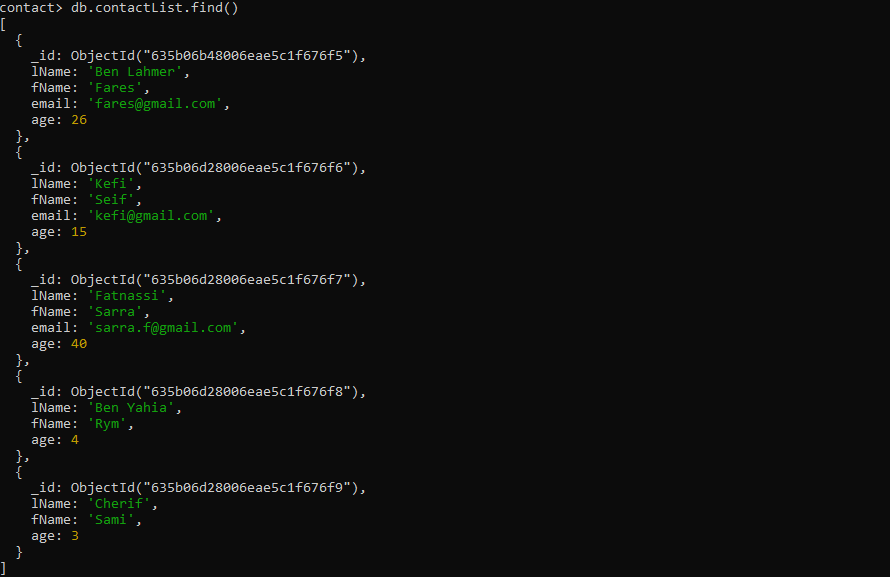 contact> db.contactList.find()
[
  {
    _id: ObjectId("635b06b48006eae5c1f676f5"),
    lName: 'Ben Lahmer',
    fName: 'Fares',
    email: 'fares@gmail.com',
    age: 26
  },
  {
    _id: ObjectId("635b06d28006eae5c1f676f6"),
    lName: 'Kefi',
    fName: 'Seif',
    email: 'kefi@gmail.com',
    age: 15
  },
  {
    _id: ObjectId("635b06d28006eae5c1f676f7"),
    lName: 'Fatnassi',
    fName: 'Sarra',
    email: 'sarra.f@gmail.com',
    age: 40
  },
  {
    _id: ObjectId("635b06d28006eae5c1f676f8"),
    lName: 'Ben Yahia',
    fName: 'Rym',
    age: 4
  },
  {
    _id: ObjectId("635b06d28006eae5c1f676f9"),
    lName: 'Cherif',
    fName: 'Sami',
    age: 3
  }
]